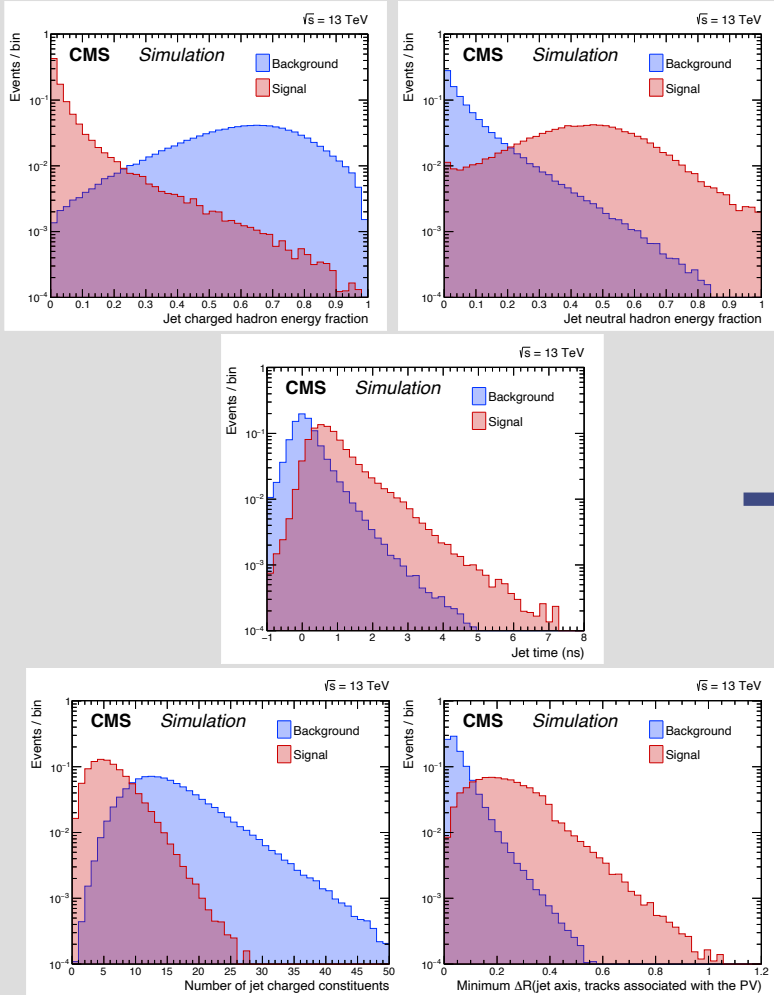 √s = 13 TeV
CMS Simulation
Background
Signal
Events / bin
1
10⁻¹
10⁻²
10⁻³
10⁻⁴
0 0.1 0.2 0.3 0.4 0.5 0.6 0.7 0.8 0.9 1
Jet charged hadron energy fraction
√s = 13 TeV
CMS Simulation
Background
Signal
Events / bin
1
10⁻¹
10⁻²
10⁻³
10⁻⁴
0 0.1 0.2 0.3 0.4 0.5 0.6 0.7 0.8 0.9 1
Jet neutral hadron energy fraction
√s = 13 TeV
CMS Simulation
Background
Signal
Events / bin
1
10⁻¹
10⁻²
10⁻³
10⁻⁴
−1 0 1 2 3 4 5 6 7 8
Jet time (ns)
√s = 13 TeV
CMS Simulation
Background
Signal
Events / bin
1
10⁻¹
10⁻²
10⁻³
10⁻⁴
0 5 10 15 20 25 30 35 40 45 50
Number of jet charged constituents
√s = 13 TeV
CMS Simulation
Background
Signal
Events / bin
1
10⁻¹
10⁻²
10⁻³
10⁻⁴
0 0.2 0.4 0.6 0.8 1 1.2
Minimum ΔR(jet axis, tracks associated with the PV)